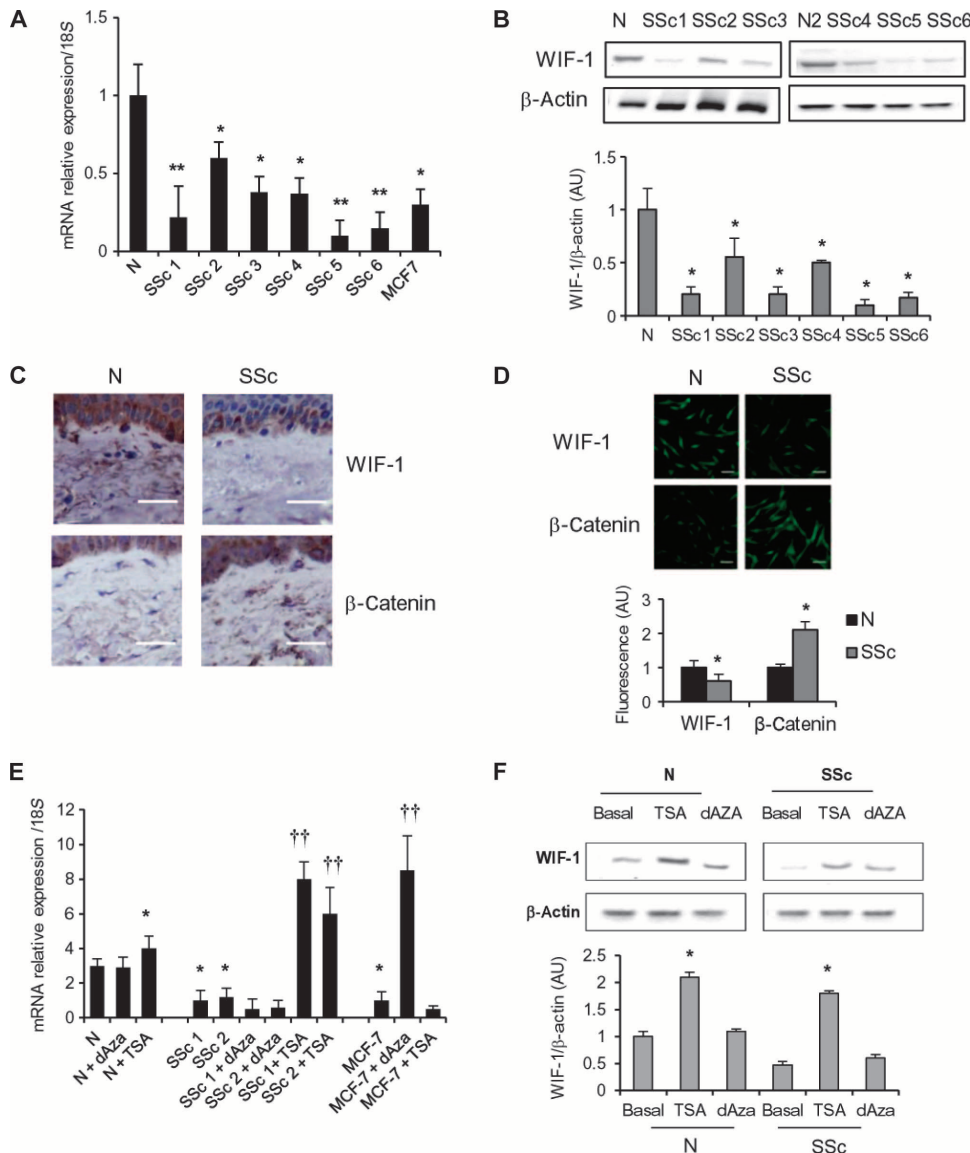 A
mRNA relative expression/18S
1.5
1
0.5
0
** * * * ** ** *
N SSc 1 SSc 2 SSc 3 SSc 4 SSc 5 SSc 6 MCF7
B
N SSc1 SSc2 SSc3 N2 SSc4 SSc5 SSc6
WIF-1
β-Actin
WIF-1/β-actin (AU)
1.5
1
0.5
0
* * * * * *
N SSc1 SSc2 SSc3 SSc4 SSc5 SSc6
C
N SSc
WIF-1
β-Catenin
D
N SSc
WIF-1
β-Catenin
Fluorescence (AU)
3
2
1
0
* *
N
SSc
WIF-1 β-Catenin
E
mRNA relative expression /18S
12
10
8
6
4
2
0
* * * †† †† * ††
N N + dAza N + TSA SSc 1 SSc 2 SSc 1 + dAza SSc 2 + dAza SSc 1 + TSA SSc 2 + TSA MCF-7 MCF-7 + dAza MCF-7 + TSA
F
N SSc
Basal TSA dAZA Basal TSA dAZA
WIF-1
β-Actin
WIF-1/β-actin (AU)
2.5
2
1.5
1
0.5
0
* *
Basal TSA dAza Basal TSA dAza
N SSc